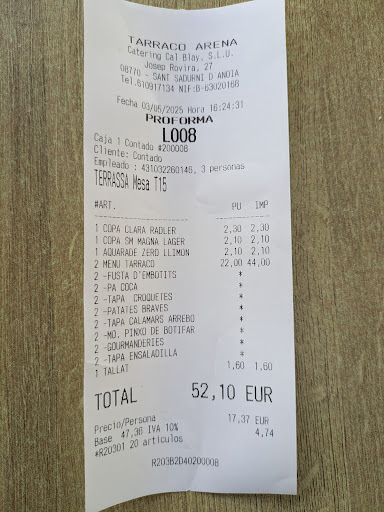 TARRACO ARENA
Catering Cal Blay, S.L.U.
Josep Rovira, 27
08770 - SANT SADURNI D ANOIA
Tel.610917134 NIF:B-63020166
Fecha 03/05/2025 Hora 16:24:31
PROFORMA
L008
Caja 1 Contado #200008
Cliente: Contado
Empleado : 431032260146, 3 personas
TERRASSA Mesa T15
#ART. PU IMP
1 COPA CLARA RADLER 2,30 2,30
1 COPA SM MAGNA LAGER 2,10 2,10
1 AQUARADE ZERO LLIMON 2,10 2,10
2 MENU TARRACO 22,00 44,00
2 -FUSTA D'EMBOTITS *
2 -PA COCA *
2 -TAPA CROQUETES *
2 -PATATES BRAVES *
2 -TAPA CALAMARS ARREBO *
2 -MO. PINXO DE BOTIFAR *
2 -GOURMANDERIES *
2 -TAPA ENSALADILLA *
1 TALLAT 1,60 1,60
TOTAL 52,10 EUR
Precio/Persona 17,37 EUR
Base 47,36 IVA 10% 4,74
*R20301 20 artículos
R203B2D40200008